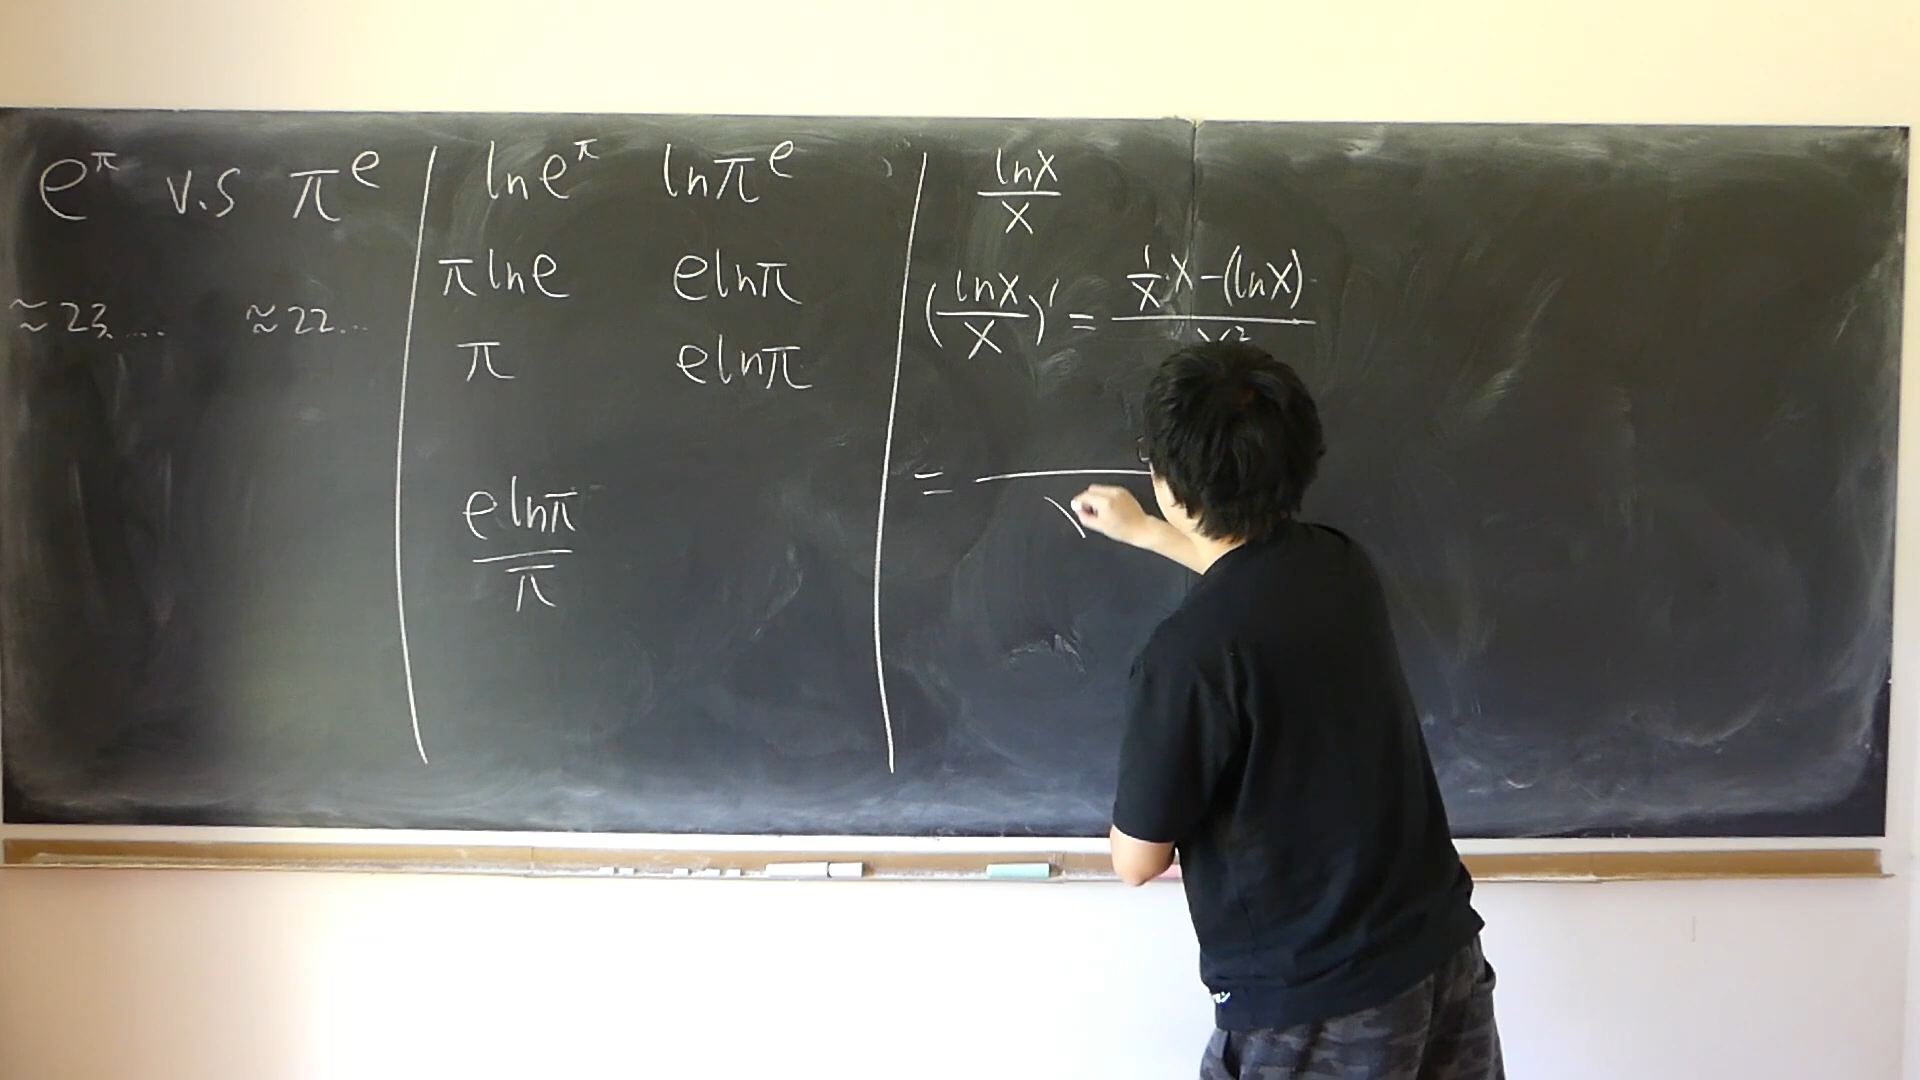 e^π v.s π^e
≈ 23.... ≈ 22...
ln e^π ln π^e
π ln e e ln π
π e ln π
e ln π / π
ln x / x
(ln x / x)' = (1/x · x - (ln x)) / x²
=